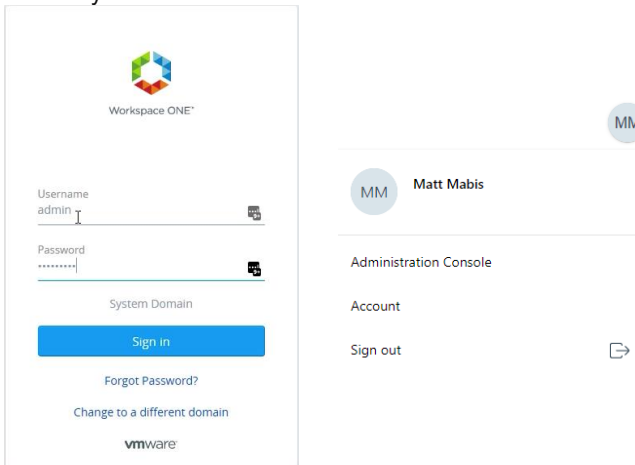 y
Workspace ONE™
Username
admin
Password
•••••••••
System Domain
Sign in
Forgot Password?
Change to a different domain
vmware
MM
MM
Matt Mabis
Administration Console
Account
Sign out